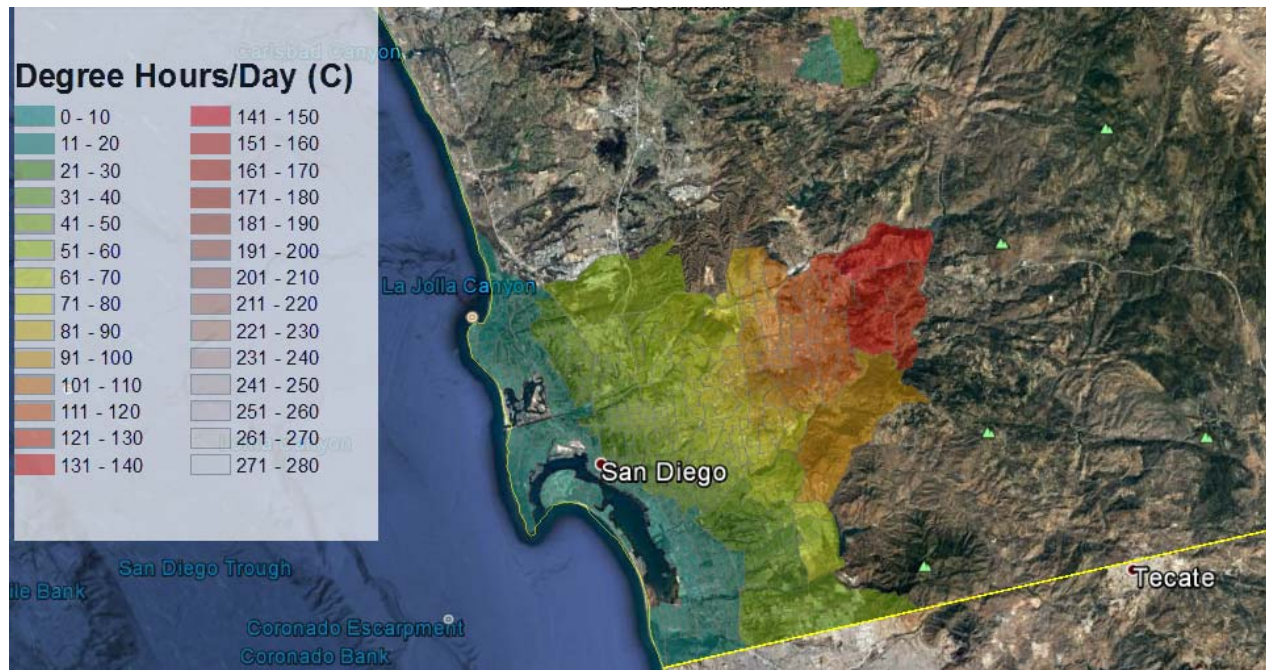 Carlsbad Canyon
Degree Hours/Day (C)
0 - 10
11 - 20
21 - 30
31 - 40
41 - 50
51 - 60
61 - 70
71 - 80
81 - 90
91 - 100
101 - 110
111 - 120
121 - 130
131 - 140
141 - 150
151 - 160
161 - 170
171 - 180
181 - 190
191 - 200
201 - 210
211 - 220
221 - 230
231 - 240
241 - 250
251 - 260
261 - 270
271 - 280
La Jolla Canyon
Canyon
San Diego
Tecate
San Diego Trough
Bank
Coronado Escarpment
Coronado Bank